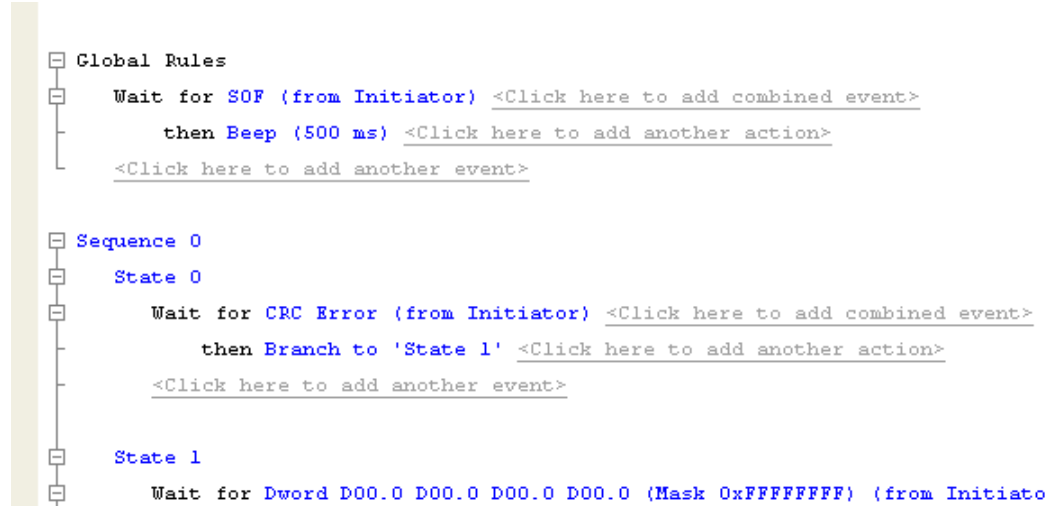 Global Rules
Wait for SOF (from Initiator) <Click here to add combined event>
then Beep (500 ms) <Click here to add another action>
<Click here to add another event>
Sequence 0
State 0
Wait for CRC Error (from Initiator) <Click here to add combined event>
then Branch to 'State 1' <Click here to add another action>
<Click here to add another event>
State 1
Wait for Dword D00.0 D00.0 D00.0 D00.0 (Mask 0xFFFFFFFF) (from Initiato